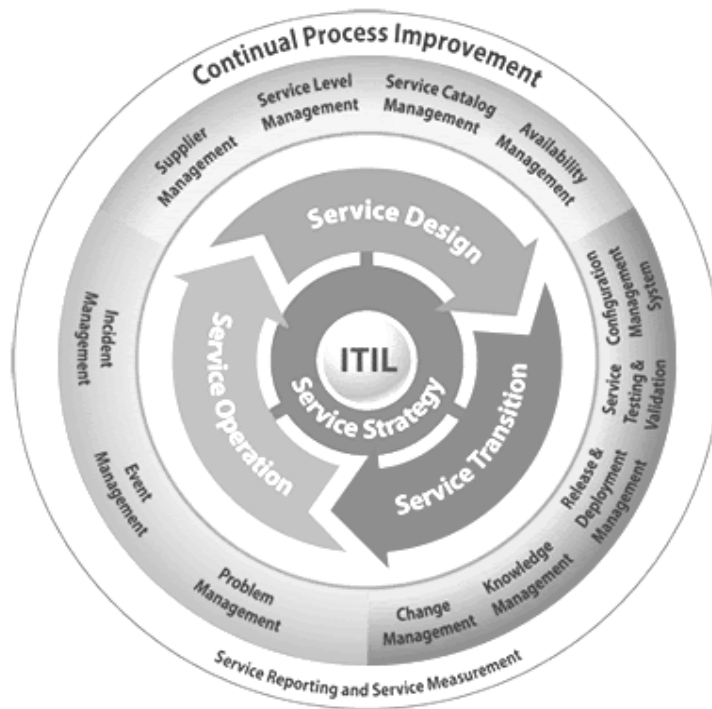 Continual Process Improvement
Supplier
Management
Service Level
Management
Service Catalog
Management
Availability
Management
Configuration
Management
System
Service
Testing &
Validation
Release &
Deployment
Management
Knowledge
Management
Change
Management
Problem
Management
Event
Management
Incident
Management
Service Design
Service Transition
Service Operation
Service Strategy
ITIL
Service Reporting and Service Measurement